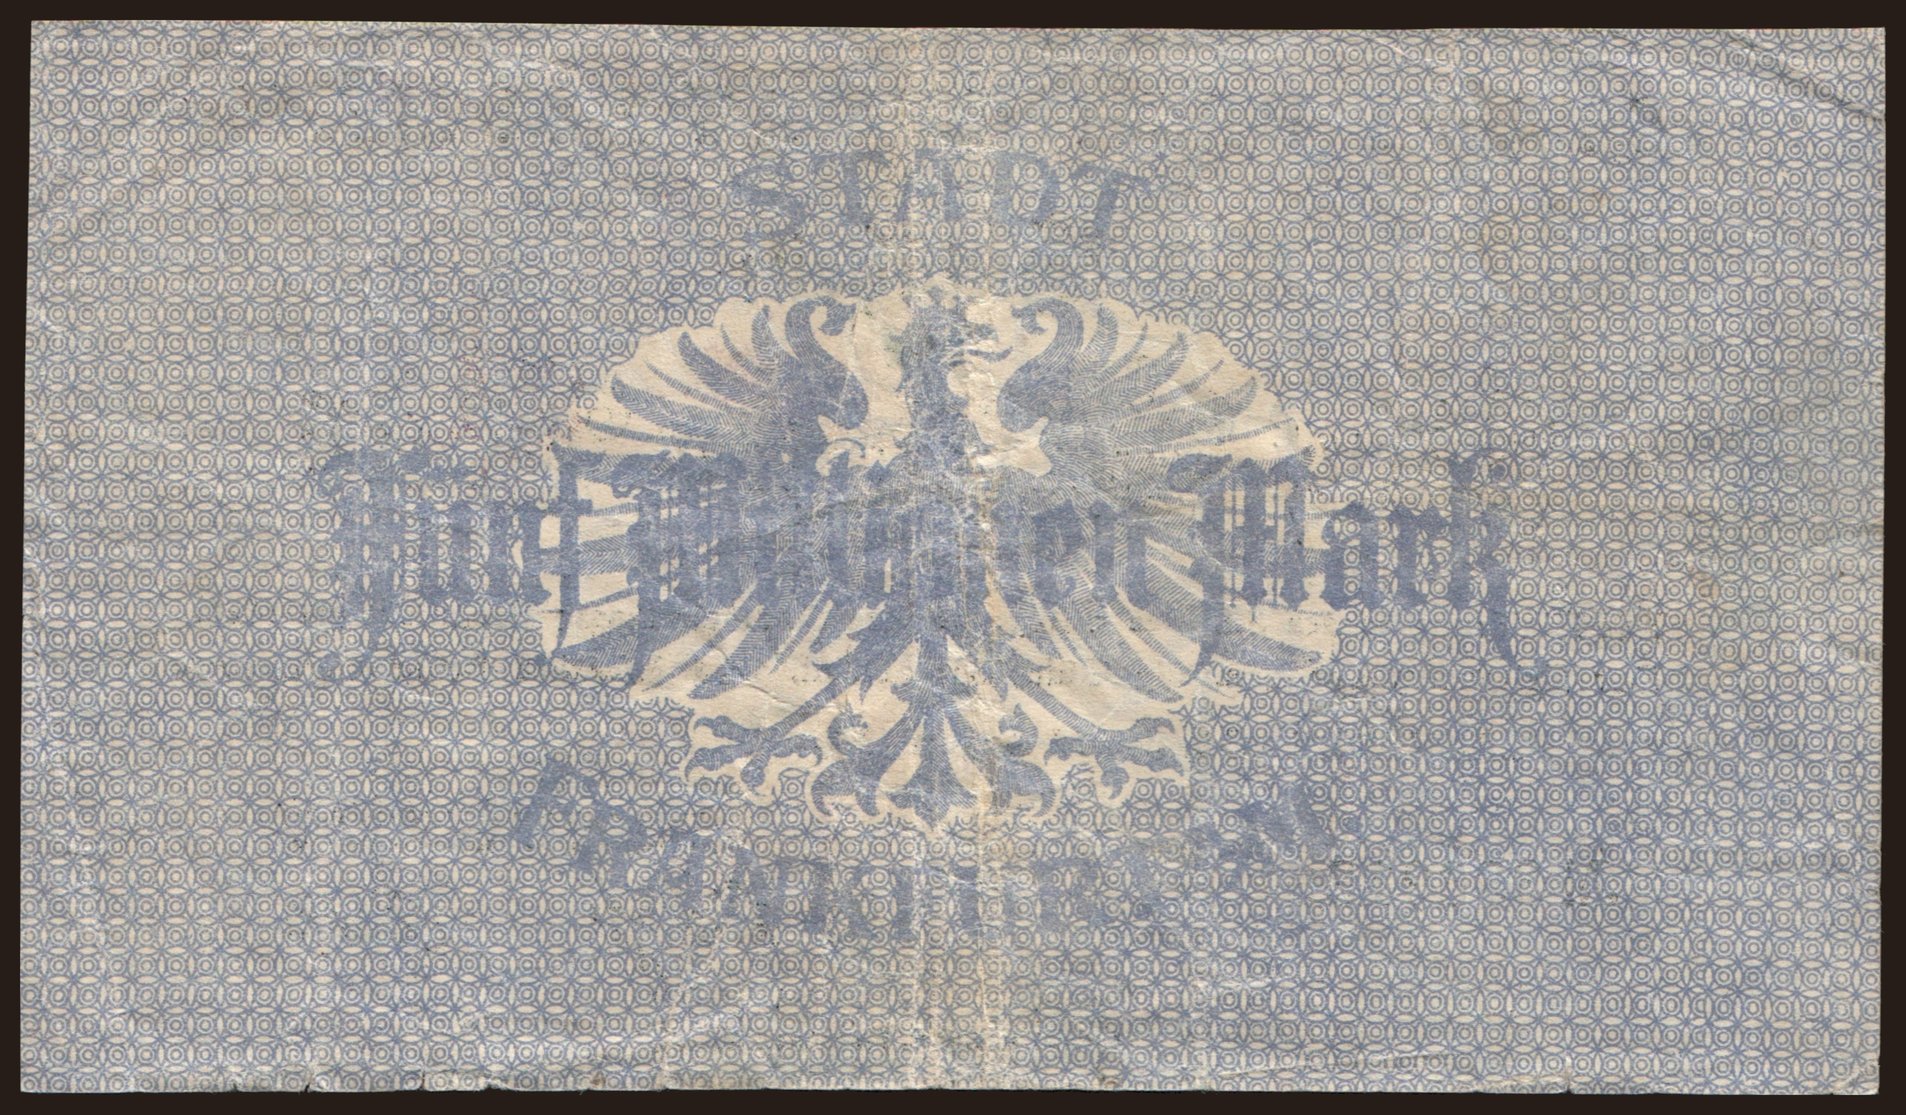 STADT
Fünf Millionen Mark
FRANKFURT A.M.